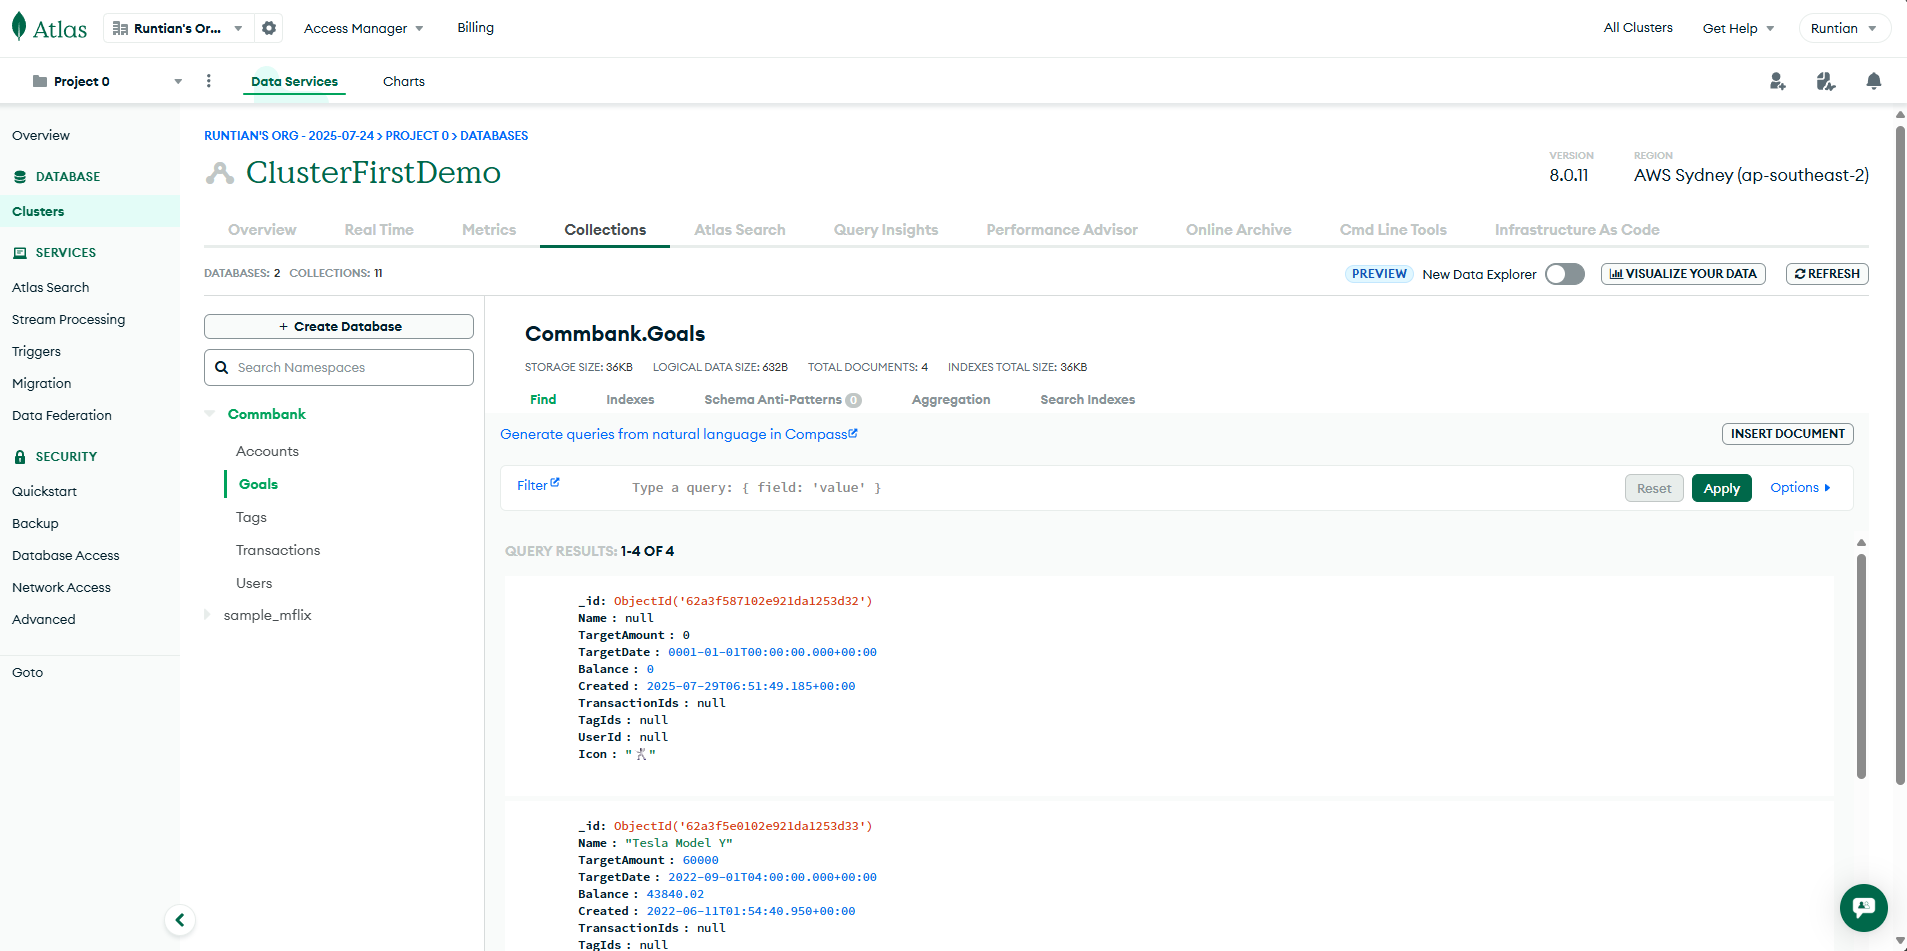 Atlas
Runtian's Or...
Access Manager
Billing
All Clusters
Get Help
Runtian
Project 0
Data Services
Charts
Overview
DATABASE
Clusters
SERVICES
Atlas Search
Stream Processing
Triggers
Migration
Data Federation
SECURITY
Quickstart
Backup
Database Access
Network Access
Advanced
Goto
RUNTIAN'S ORG - 2025-07-24 > PROJECT 0 > DATABASES
ClusterFirstDemo
VERSION
8.0.11
REGION
AWS Sydney (ap-southeast-2)
Overview
Real Time
Metrics
Collections
Atlas Search
Query Insights
Performance Advisor
Online Archive
Cmd Line Tools
Infrastructure As Code
DATABASES: 2 COLLECTIONS: 11
PREVIEW
New Data Explorer
VISUALIZE YOUR DATA
REFRESH
+ Create Database
Search Namespaces
Commbank
Accounts
Goals
Tags
Transactions
Users
sample_mflix
Commbank.Goals
STORAGE SIZE: 36KB LOGICAL DATA SIZE: 632B TOTAL DOCUMENTS: 4 INDEXES TOTAL SIZE: 36KB
Find
Indexes
Schema Anti-Patterns 0
Aggregation
Search Indexes
Generate queries from natural language in Compass
INSERT DOCUMENT
Filter
Type a query: { field: 'value' }
Reset
Apply
Options
QUERY RESULTS: 1-4 OF 4
_id: ObjectId('62a3f587102e921da1253d32')
Name : null
TargetAmount : 0
TargetDate : 0001-01-01T00:00:00.000+00:00
Balance : 0
Created : 2025-07-29T06:51:49.185+00:00
TransactionIds : null
TagIds : null
UserId : null
Icon : " "
_id: ObjectId('62a3f5e0102e921da1253d33')
Name : "Tesla Model Y"
TargetAmount : 60000
TargetDate : 2022-09-01T04:00:00.000+00:00
Balance : 43840.02
Created : 2022-06-11T01:54:40.950+00:00
TransactionIds : null
TagIds : null